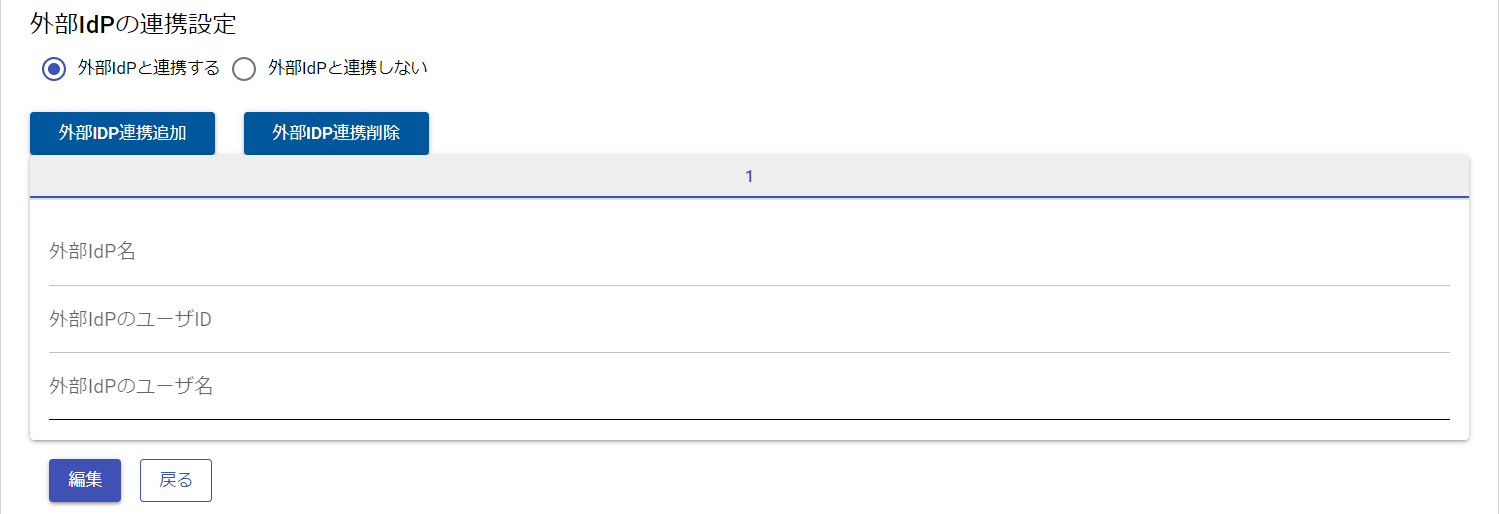 外部IdPの連携設定
外部IdPと連携する 外部IdPと連携しない
外部IDP連携追加 外部IDP連携削除
1
外部IdP名
外部IdPのユーザID
外部IdPのユーザ名
編集 戻る